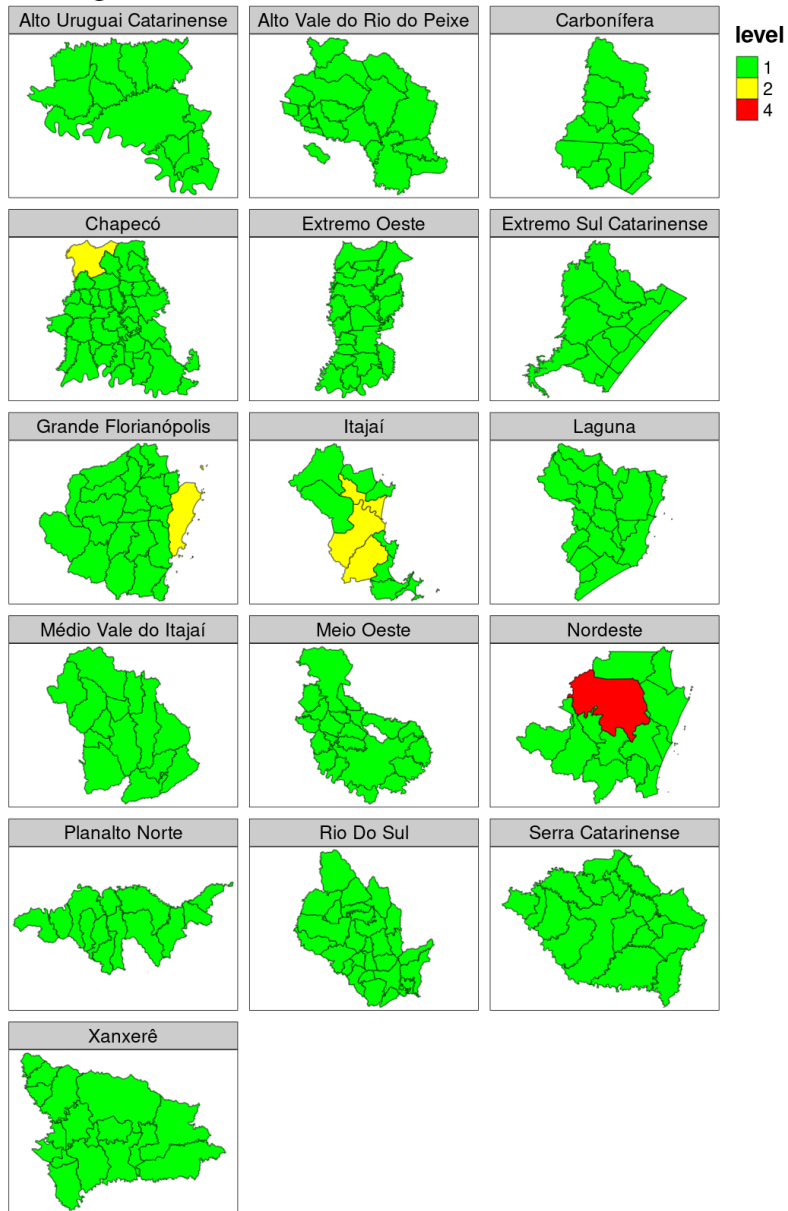 Alto Uruguai Catarinense
Alto Vale do Rio do Peixe
Carbonífera
level
1
2
4
Chapecó
Extremo Oeste
Extremo Sul Catarinense
Grande Florianópolis
Itajaí
Laguna
Médio Vale do Itajaí
Meio Oeste
Nordeste
Planalto Norte
Rio Do Sul
Serra Catarinense
Xanxerê